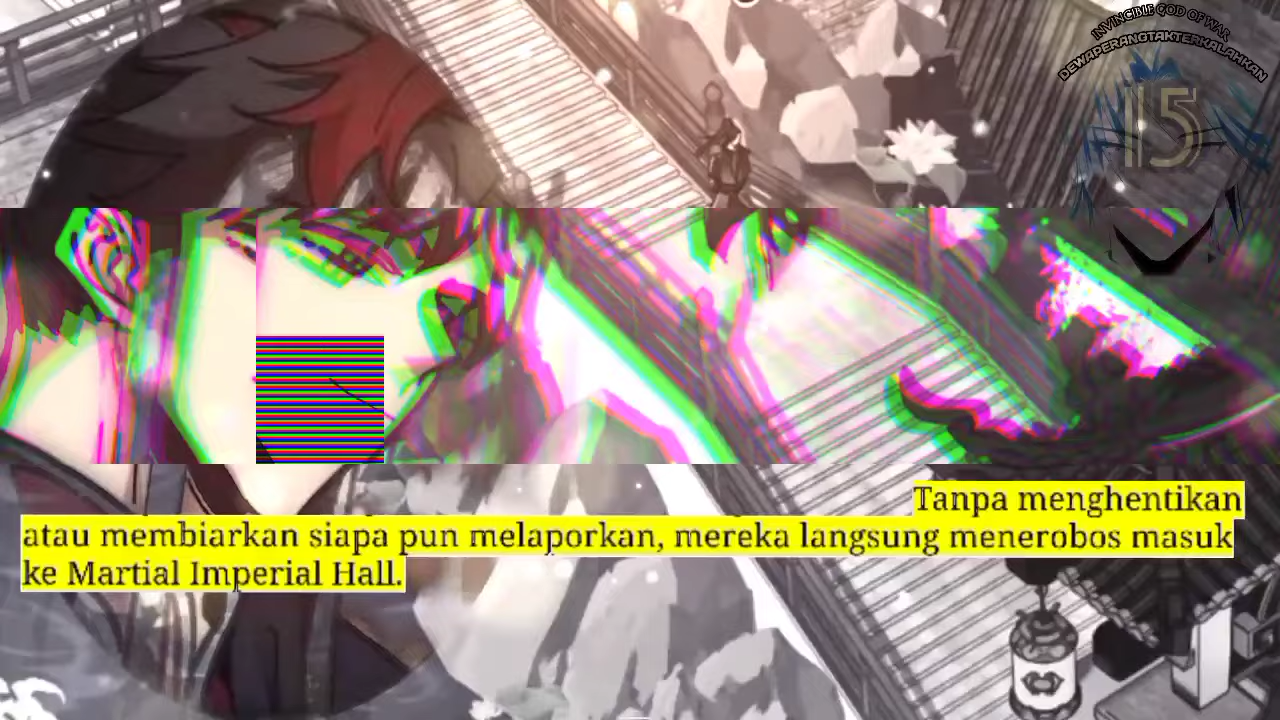 INVINCIBLE GOD OF WAR
DEWAPERANGTAKTERKALAHKAN
15
Tanpa menghentikan
atau membiarkan siapa pun melaporkan, mereka langsung menerobos masuk
ke Martial Imperial Hall.